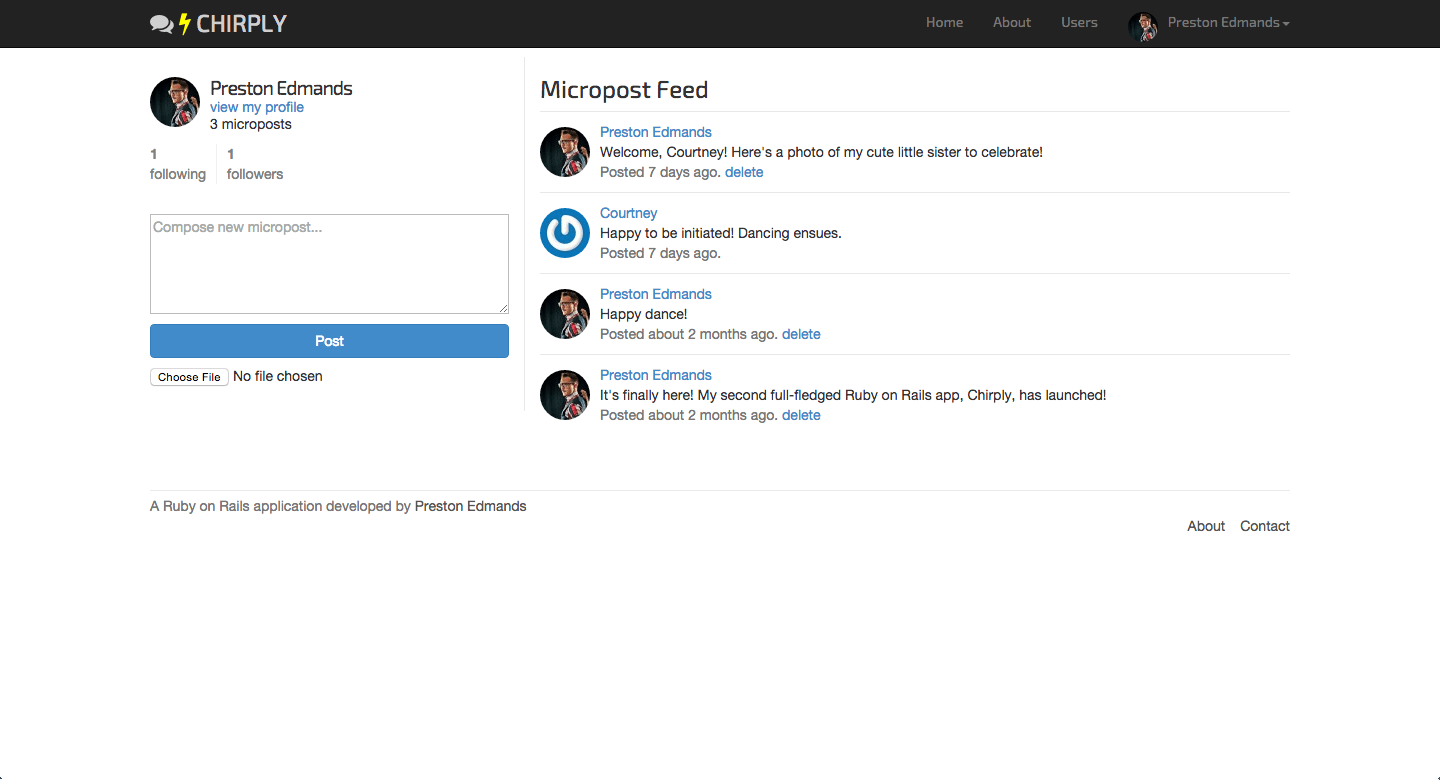 CHIRPLY
Home About Users Preston Edmands
Preston Edmands
view my profile
3 microposts
1 following
1 followers
Compose new micropost...
Post
Choose File No file chosen
Micropost Feed
Preston Edmands
Welcome, Courtney! Here's a photo of my cute little sister to celebrate!
Posted 7 days ago. delete
Courtney
Happy to be initiated! Dancing ensues.
Posted 7 days ago.
Preston Edmands
Happy dance!
Posted about 2 months ago. delete
Preston Edmands
It's finally here! My second full-fledged Ruby on Rails app, Chirply, has launched!
Posted about 2 months ago. delete
A Ruby on Rails application developed by Preston Edmands
About Contact